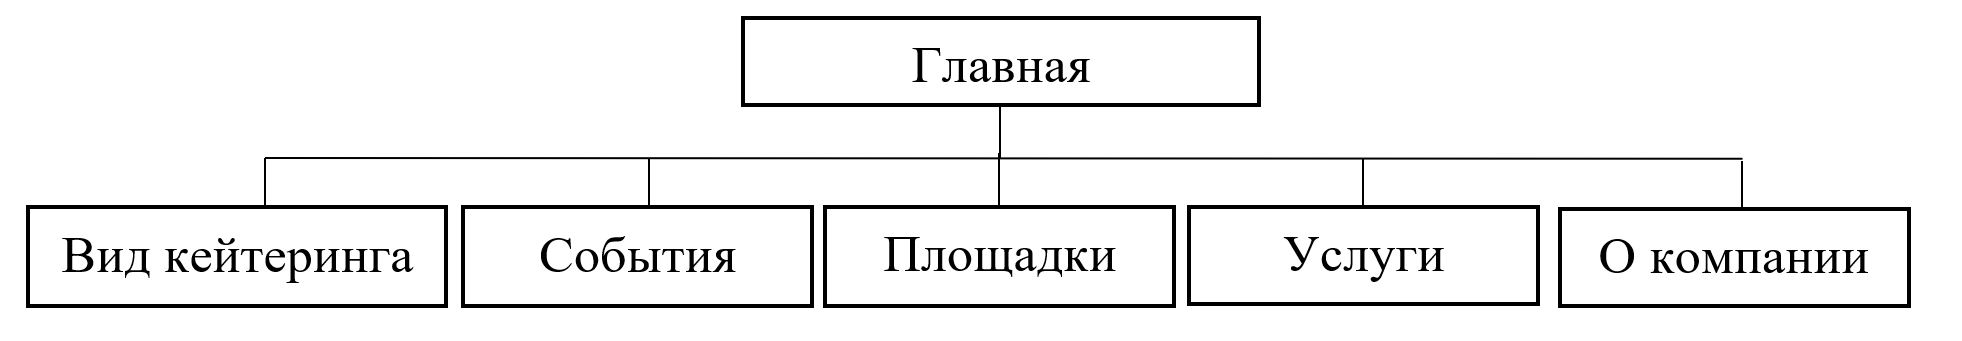 Главная
Вид кейтеринга
События
Площадки
Услуги
О компании